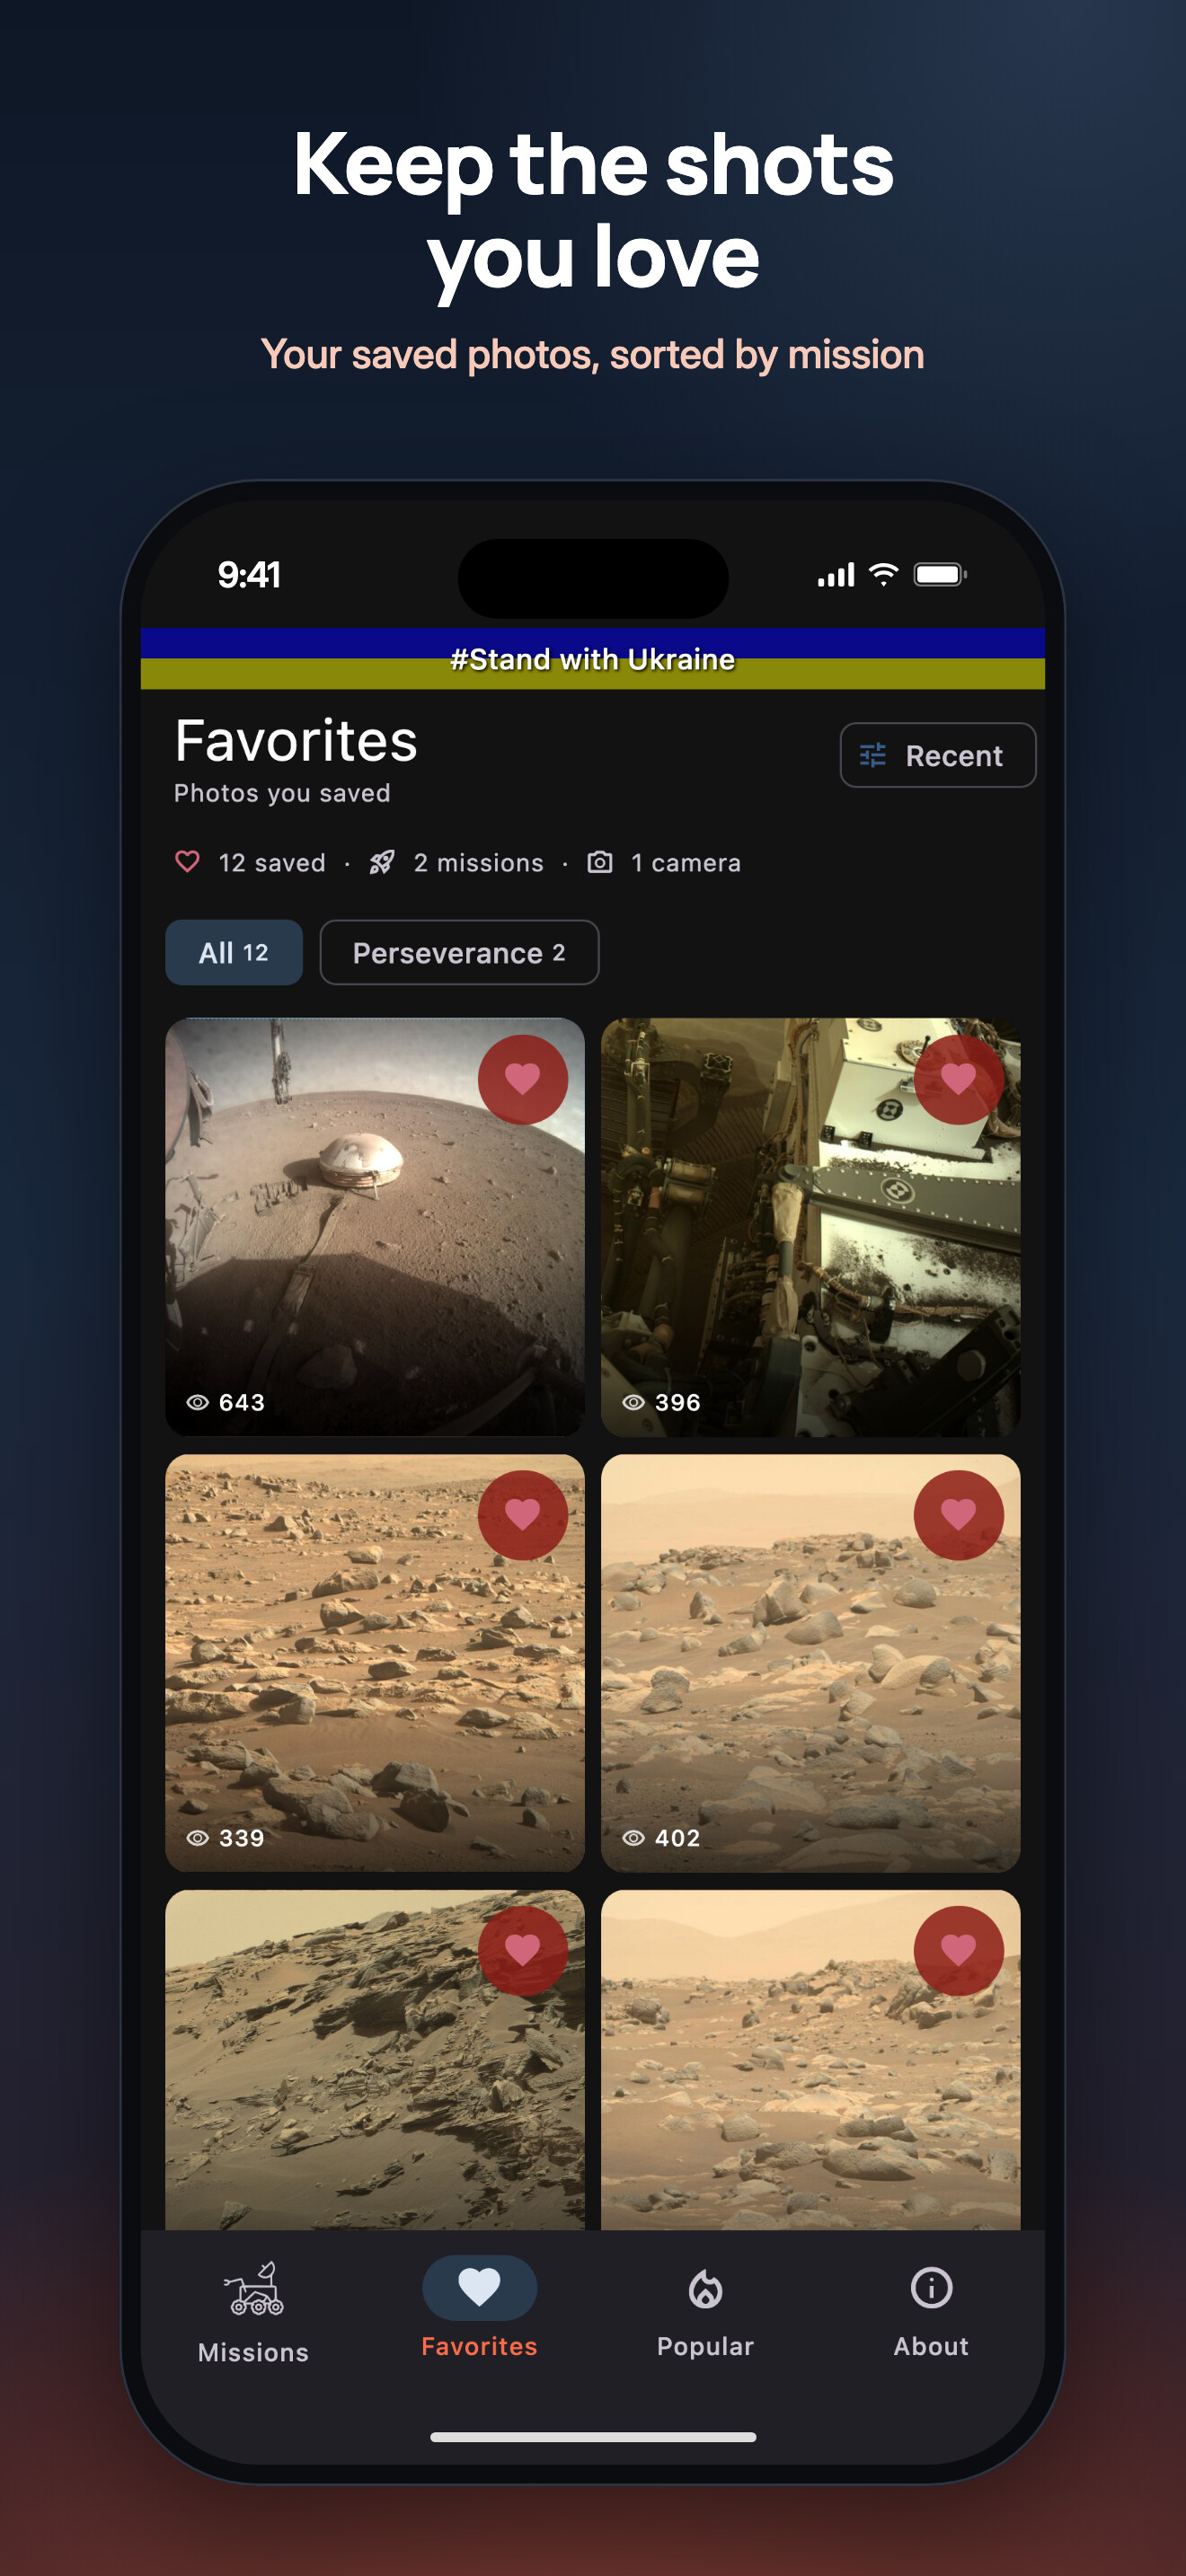 Keep the shots
you love
Your saved photos, sorted by mission
9:41
#Stand with Ukraine
Favorites
Recent
Photos you saved
12 saved · 2 missions · 1 camera
All 12
Perseverance 2
643
396
339
402
Missions
Favorites
Popular
About